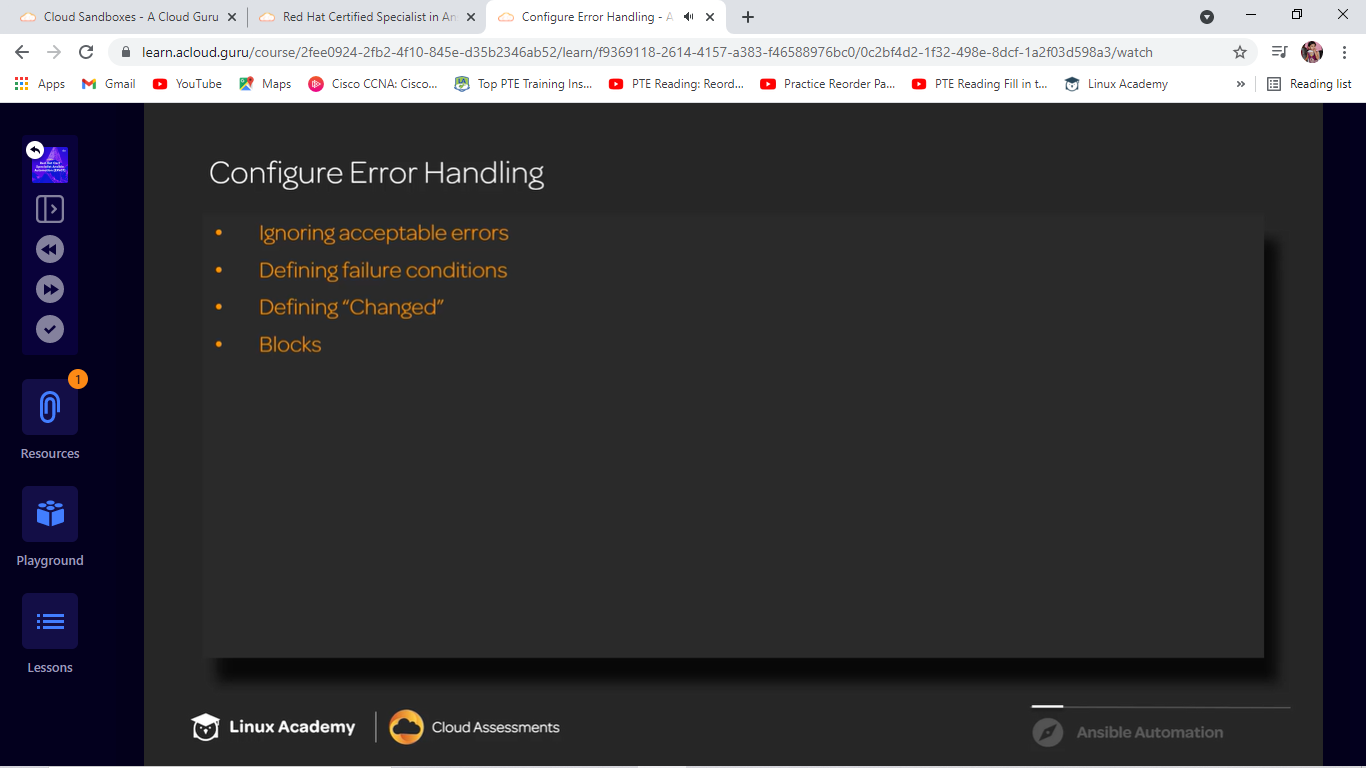 Cloud Sandboxes - A Cloud Guru
Red Hat Certified Specialist in An
Configure Error Handling - A
learn.acloud.guru/course/2fee0924-2fb2-4f10-845e-d35b2346ab52/learn/f9369118-2614-4157-a383-f46588976bc0/0c2bf4d2-1f32-498e-8dcf-1a2f03d598a3/watch
Apps
Gmail
YouTube
Maps
Cisco CCNA: Cisco...
Top PTE Training Ins...
PTE Reading: Reord...
Practice Reorder Pa...
PTE Reading Fill in t...
Linux Academy
»
Reading list
Configure Error Handling
• Ignoring acceptable errors
• Defining failure conditions
• Defining “Changed”
• Blocks
1
Resources
Playground
Lessons
Linux Academy
Cloud Assessments
Ansible Automation